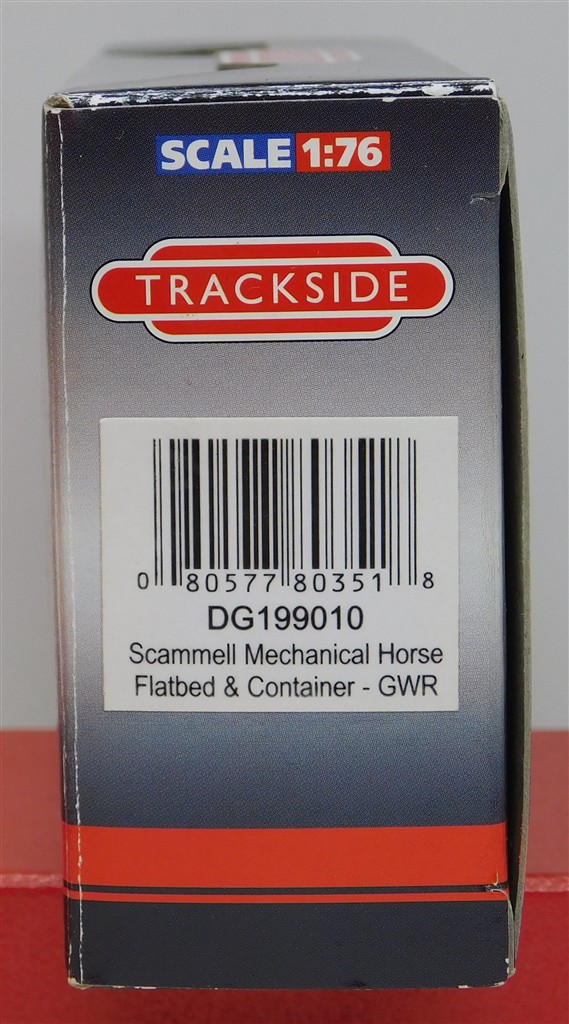 SCALE 1:76
TRACKSIDE
0 80577 80351 8
DG199010
Scammell Mechanical Horse
Flatbed & Container - GWR